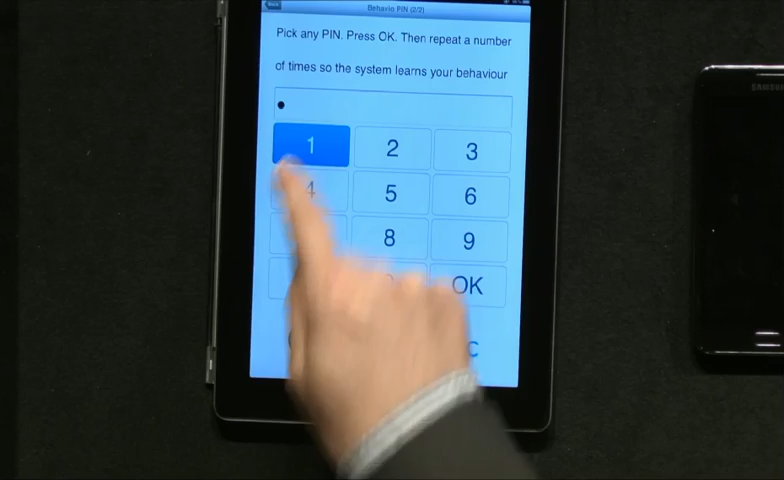 Behavio PIN (2/2)
Pick any PIN. Press OK. Then repeat a number
of times so the system learns your behaviour
1 2 3
4 5 6
8 9
OK
C
SAMSU